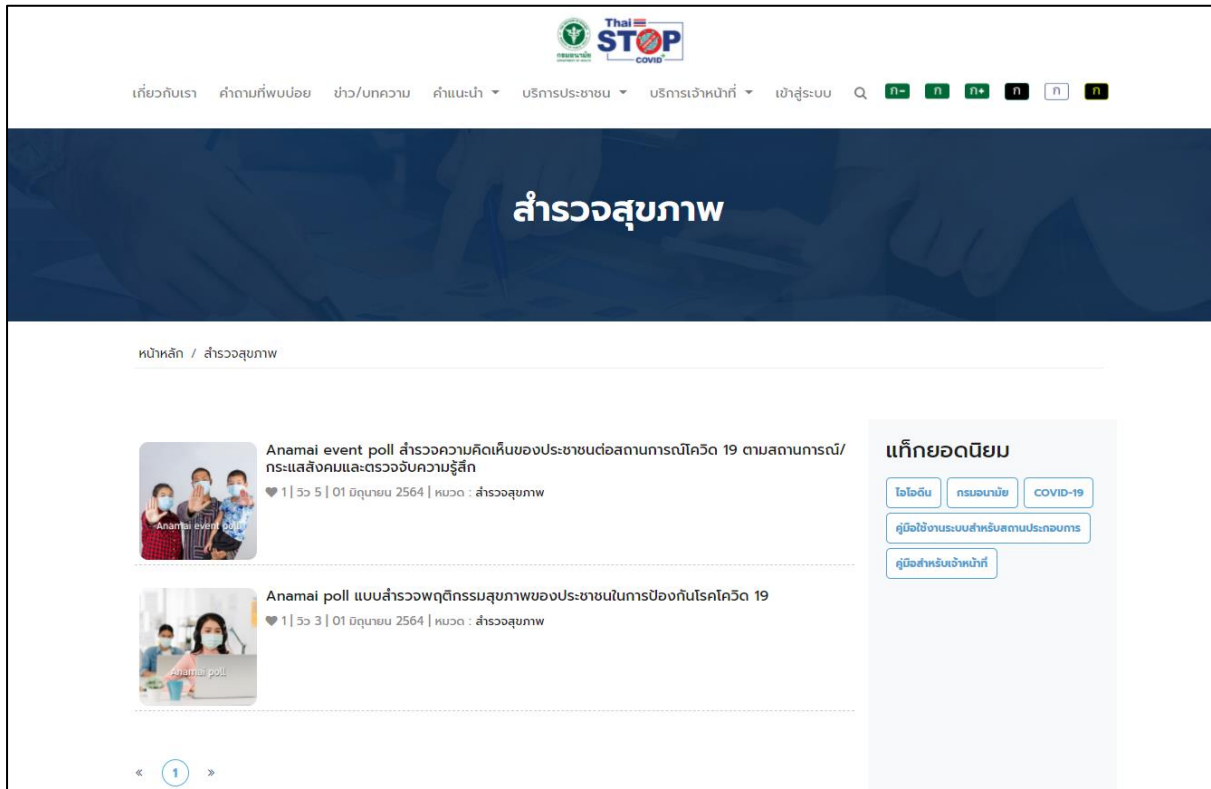 Thai
STOP
COVID
กรมอนามัย
DEPARTMENT OF HEALTH
เกี่ยวกับเรา คำถามที่พบบ่อย ข่าว/บทความ คำแนะนำ บริการประชาชน บริการเจ้าหน้าที่ เข้าสู่ระบบ ก- ก ก+ ก ก ก
สำรวจสุขภาพ
หน้าหลัก / สำรวจสุขภาพ
Anamai event poll สำรวจความคิดเห็นของประชาชนต่อสถานการณ์โควิด 19 ตามสถานการณ์/
กระแสสังคมและตรวจจับความรู้สึก
1 | วิว 5 | 01 มิถุนายน 2564 | หมวด : สำรวจสุขภาพ
Anamai event poll
Anamai poll แบบสำรวจพฤติกรรมสุขภาพของประชาชนในการป้องกันโรคโควิด 19
1 | วิว 3 | 01 มิถุนายน 2564 | หมวด : สำรวจสุขภาพ
Anamai poll
« 1 »
แท็กยอดนิยม
ไอโอดีน กรมอนามัย COVID-19
คู่มือใช้งานระบบสำหรับสถานประกอบการ
คู่มือสำหรับเจ้าหน้าที่